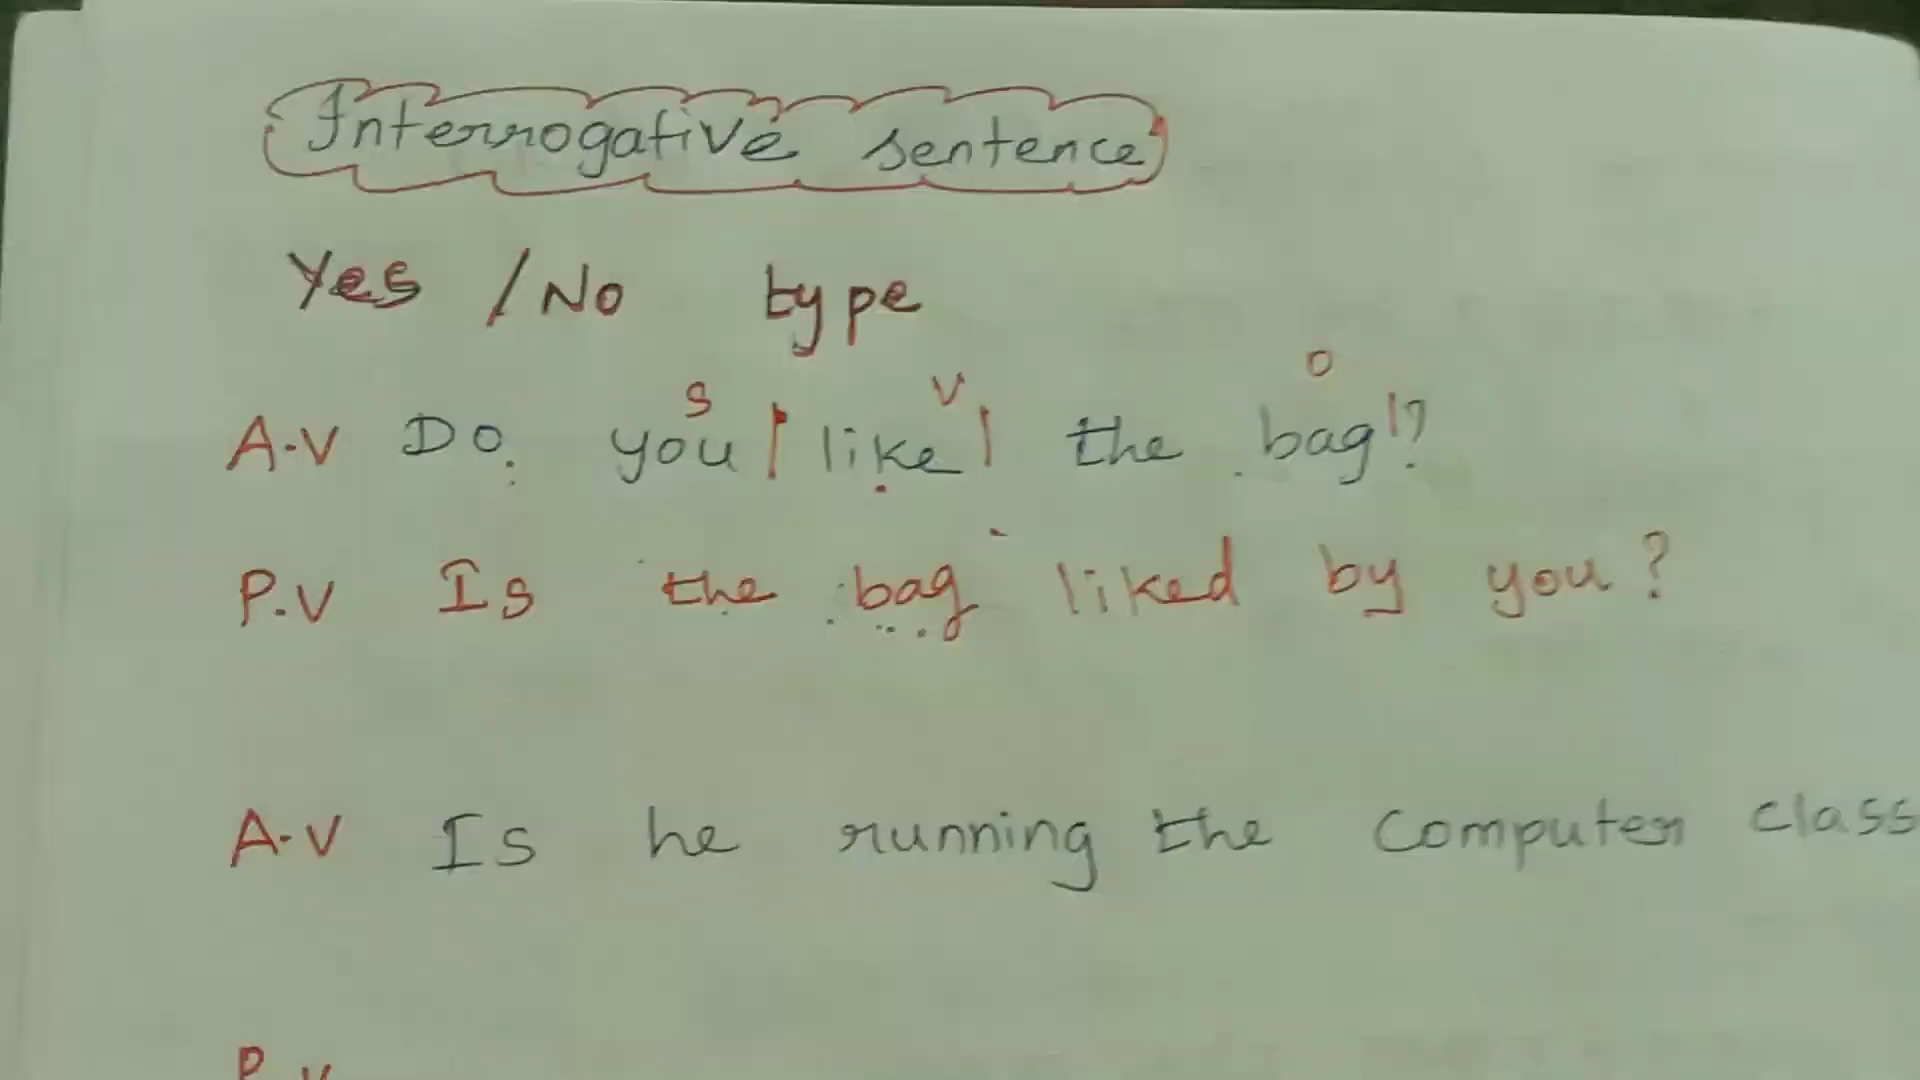 Interrogative sentence
Yes / No type
S V O
A.V Do you | like | the bag |?
P.V Is the bag liked by you ?
A.V Is he running the computer class
P.V